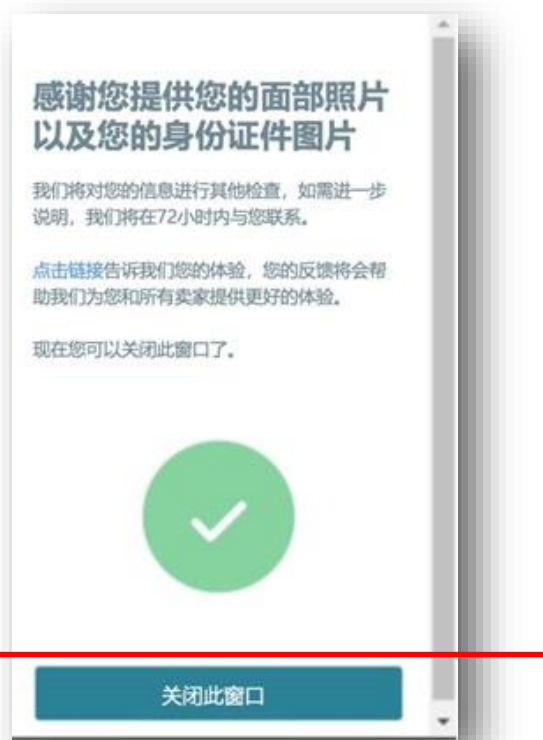 感谢您提供您的面部照片
以及您的身份证件图片
我们将对您的信息进行其他检查，如需进一步
说明，我们将在72小时内与您联系。
点击链接告诉我们您的体验，您的反馈将会帮
助我们为您和所有卖家提供更好的体验。
现在您可以关闭此窗口了。
关闭此窗口